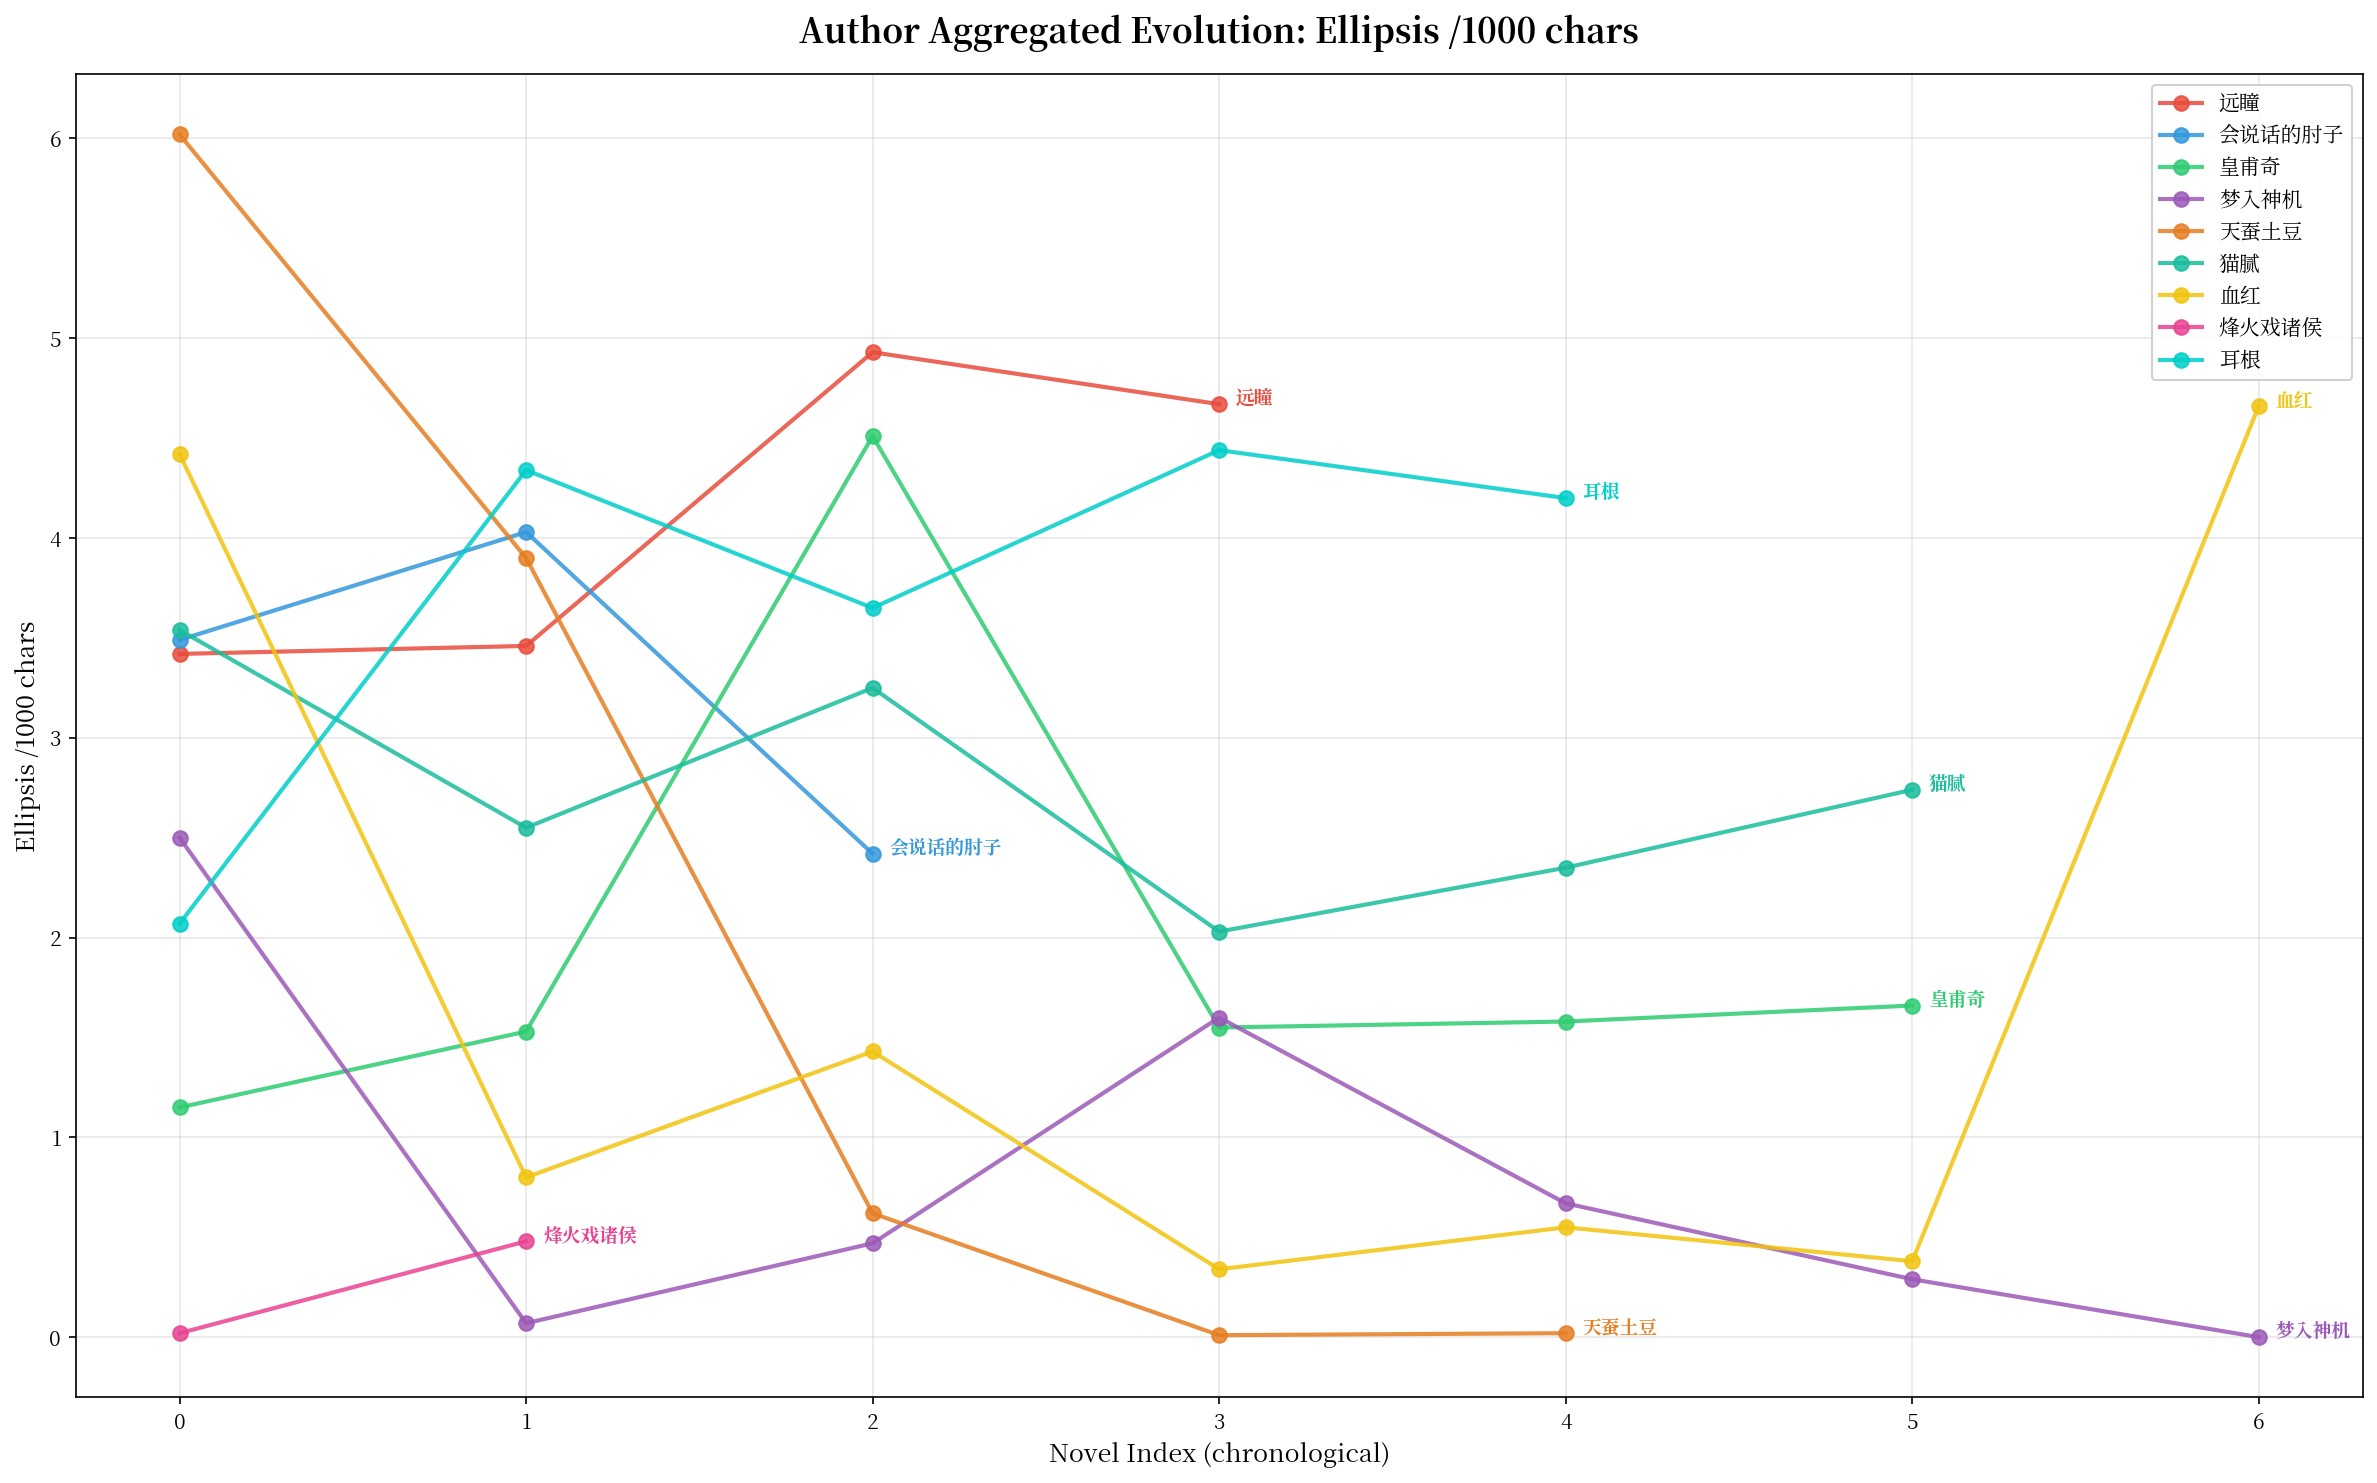 Author Aggregated Evolution: Ellipsis /1000 chars
远瞳
会说话的肘子
皇甫奇
梦入神机
天蚕土豆
猫腻
血红
烽火戏诸侯
耳根
6
5
4
3
2
1
0
Ellipsis /1000 chars
远瞳
血红
耳根
会说话的肘子
猫腻
皇甫奇
烽火戏诸侯
天蚕土豆
梦入神机
0 1 2 3 4 5 6
Novel Index (chronological)